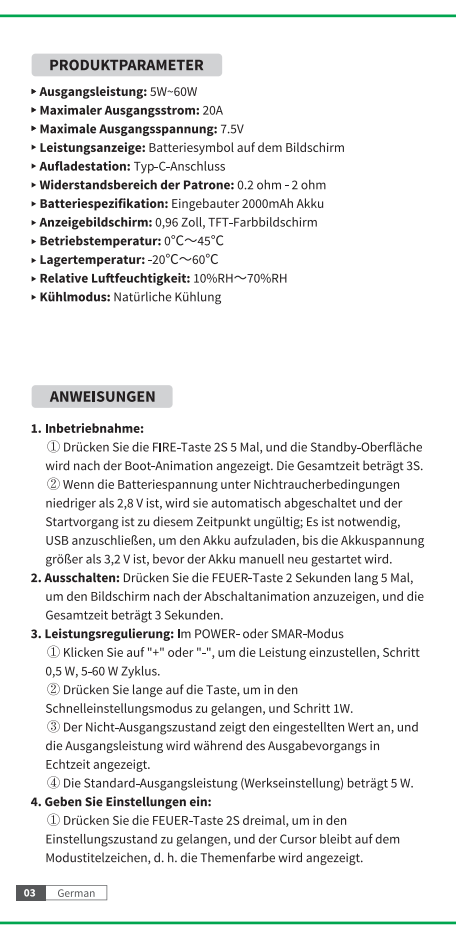 PRODUKTPARAMETER
▸ Ausgangsleistung: 5W~60W
▸ Maximaler Ausgangsstrom: 20A
▸ Maximale Ausgangsspannung: 7.5V
▸ Leistungsanzeige: Batteriesymbol auf dem Bildschirm
▸ Aufladestation: Typ-C-Anschluss
▸ Widerstandsbereich der Patrone: 0.2 ohm - 2 ohm
▸ Batteriespezifikation: Eingebauter 2000mAh Akku
▸ Anzeigebildschirm: 0,96 Zoll, TFT-Farbbildschirm
▸ Betriebstemperatur: 0℃～45℃
▸ Lagertemperatur: -20℃～60℃
▸ Relative Luftfeuchtigkeit: 10%RH～70%RH
▸ Kühlmodus: Natürliche Kühlung
ANWEISUNGEN
1. Inbetriebnahme:
① Drücken Sie die FIRE-Taste 2S 5 Mal, und die Standby-Oberfläche
wird nach der Boot-Animation angezeigt. Die Gesamtzeit beträgt 3S.
② Wenn die Batteriespannung unter Nichtraucherbedingungen
niedriger als 2,8 V ist, wird sie automatisch abgeschaltet und der
Startvorgang ist zu diesem Zeitpunkt ungültig; Es ist notwendig,
USB anzuschließen, um den Akku aufzuladen, bis die Akkuspannung
größer als 3,2 V ist, bevor der Akku manuell neu gestartet wird.
2. Ausschalten: Drücken Sie die FEUER-Taste 2 Sekunden lang 5 Mal,
um den Bildschirm nach der Abschaltanimation anzuzeigen, und die
Gesamtzeit beträgt 3 Sekunden.
3. Leistungsregulierung: Im POWER- oder SMAR-Modus
① Klicken Sie auf "+" oder "-", um die Leistung einzustellen, Schritt
0,5 W, 5-60 W Zyklus.
② Drücken Sie lange auf die Taste, um in den
Schnelleinstellungsmodus zu gelangen, und Schritt 1W.
③ Der Nicht-Ausgangszustand zeigt den eingestellten Wert an, und
die Ausgangsleistung wird während des Ausgabevorgangs in
Echtzeit angezeigt.
④ Die Standard-Ausgangsleistung (Werkseinstellung) beträgt 5 W.
4. Geben Sie Einstellungen ein:
① Drücken Sie die FEUER-Taste 2S dreimal, um in den
Einstellungszustand zu gelangen, und der Cursor bleibt auf dem
Modustitelzeichen, d. h. die Themenfarbe wird angezeigt.
03 German